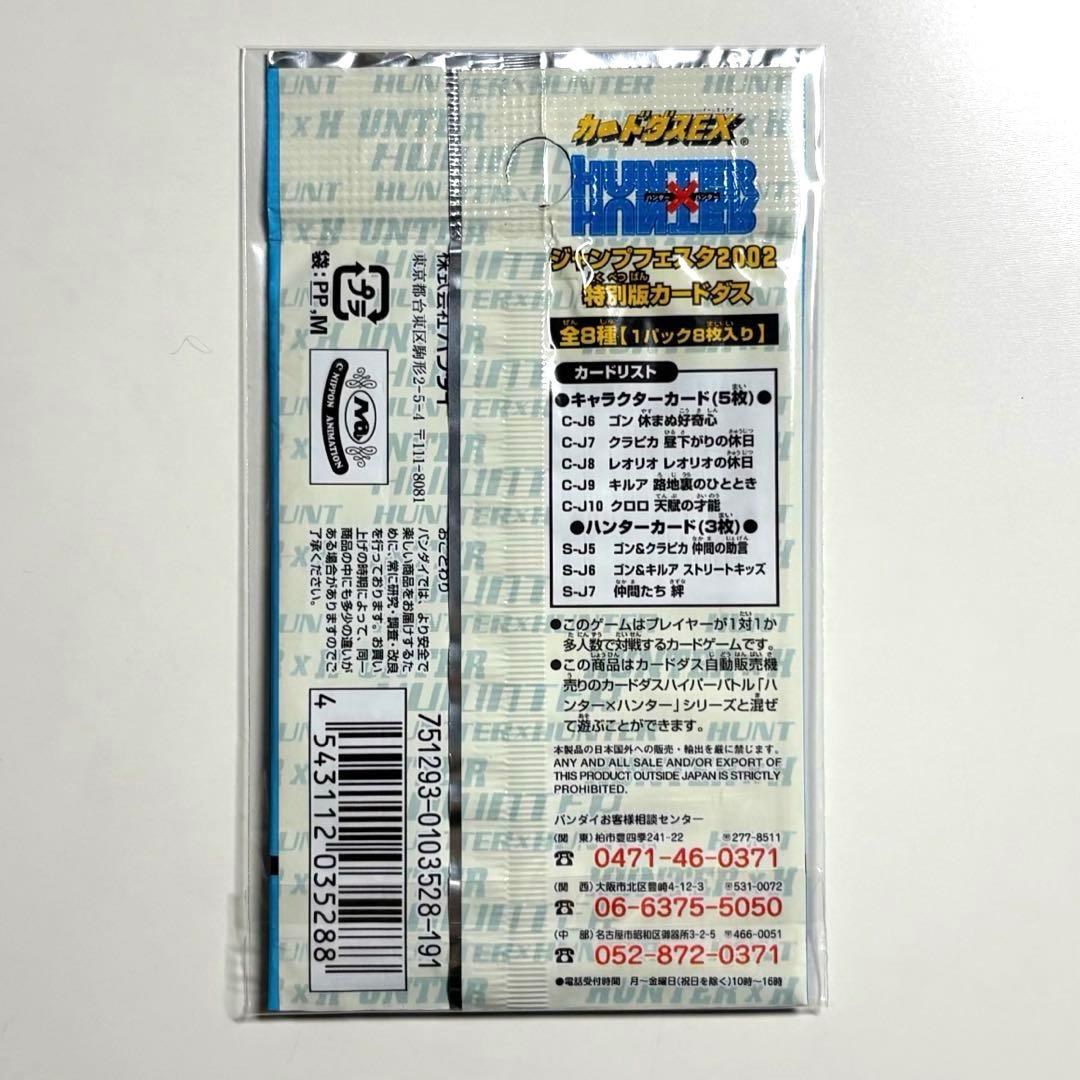 カードダスEX
HUNTER×HUNTER
ハンター ハンター
ジャンプフェスタ2002
特別版カードダス
全8種【1パック8枚入り】
カードリスト
●キャラクターカード(5枚)●
C-J6 ゴン 休まぬ好奇心
C-J7 クラピカ 昼下がりの休日
C-J8 レオリオ レオリオの休日
C-J9 キルア 路地裏のひととき
C-J10 クロロ 天賦の才能
●ハンターカード(3枚)●
S-J5 ゴン&クラピカ 仲間の助言
S-J6 ゴン&キルア ストリートキッズ
S-J7 仲間たち 絆
●このゲームはプレイヤーが1対1か
多人数で対戦するカードゲームです。
●この商品はカードダス自動販売機
売りのカードダスハイパーバトル「ハ
ンター×ハンター」シリーズと混ぜ
て遊ぶことができます。
本製品の日本国外への販売・輸出を厳に禁じます。
ANY AND ALL SALE AND/OR EXPORT OF
THIS PRODUCT OUTSIDE JAPAN IS STRICTLY
PROHIBITED.
バンダイお客様相談センター
(関 東)柏市豊四季241-22 〒277-8511
☎ 0471-46-0371
(関 西)大阪市北区豊崎4-12-3 〒531-0072
☎ 06-6375-5050
(中 部)名古屋市昭和区御器所3-2-5 〒466-0051
☎ 052-872-0371
●電話受付時間 月〜金曜日(祝日を除く)10時〜16時
株式会社バンダイ
東京都台東区駒形2-5-4 〒111-8081
プラ
袋:PP,M
© NIPPON ANIMATION
おことわり
バンダイでは、より安全で
楽しい商品をお届けするた
めに、常に研究・調査・改良
を行っております。お買い
上げの時期によって、同一
商品の中にも多少の違いが
ある場合がありますのでご
了承ください。
751293-0103528-191
4 543112 035288